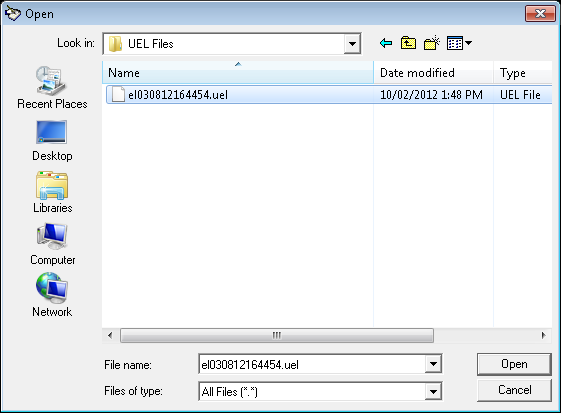 Open
Look in: UEL Files
Name Date modified Type
el030812164454.uel 10/02/2012 1:48 PM UEL File
Recent Places
Desktop
Libraries
Computer
Network
File name: el030812164454.uel Open
Files of type: All Files (*.*) Cancel